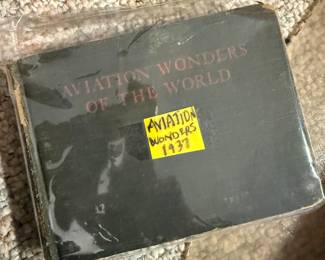 AVIATION WONDERS
OF THE WORLD
AVIATION
WONDERS
1937